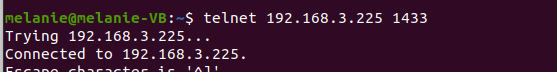 melanie@melanie-VB:~$ telnet 192.168.3.225 1433
Trying 192.168.3.225...
Connected to 192.168.3.225.
Escape character is '^]'.